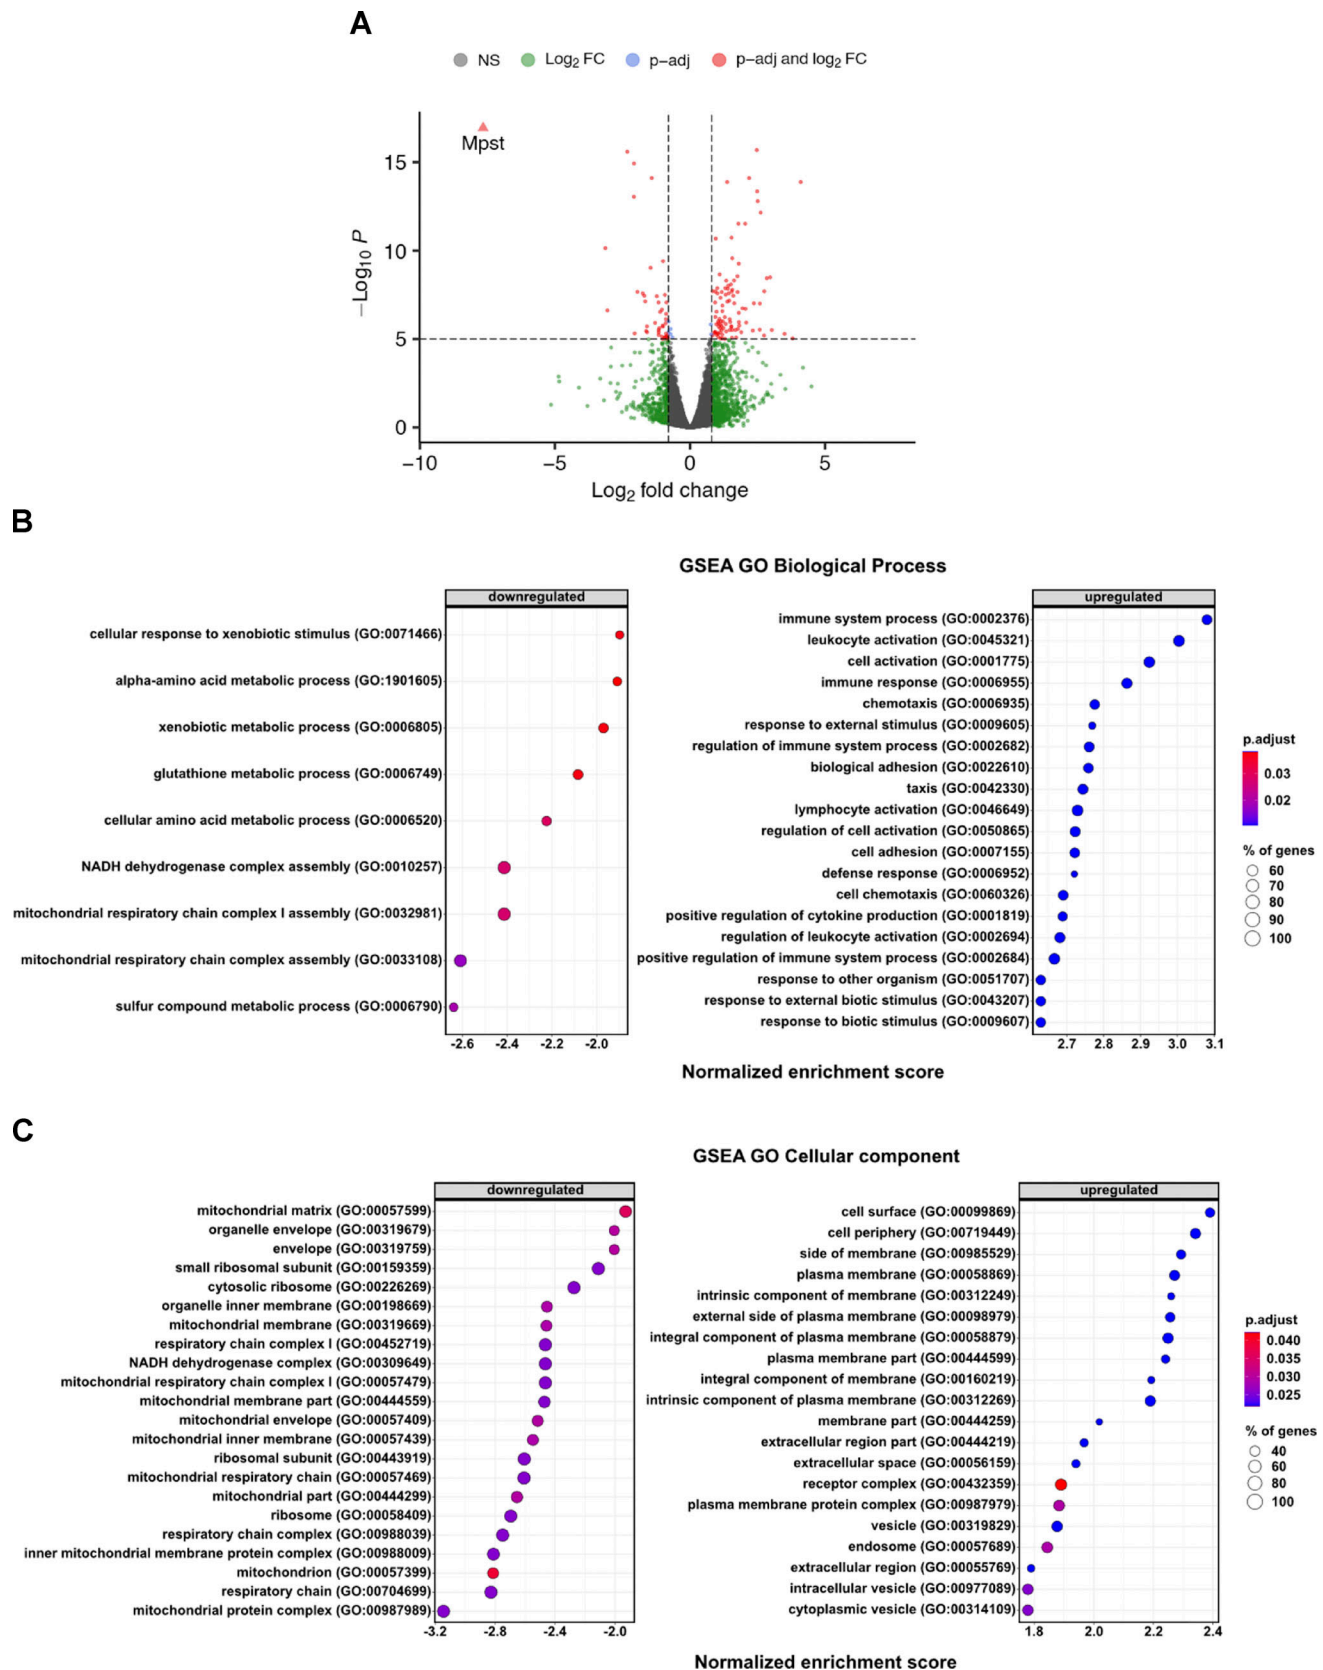 A
NS Log2 FC p-adj p-adj and log2 FC
Mpst
15
10
5
0
-Log10 P
-10 -5 0 5
Log2 fold change
B
GSEA GO Biological Process
downregulated
cellular response to xenobiotic stimulus (GO:0071466)
alpha-amino acid metabolic process (GO:1901605)
xenobiotic metabolic process (GO:0006805)
glutathione metabolic process (GO:0006749)
cellular amino acid metabolic process (GO:0006520)
NADH dehydrogenase complex assembly (GO:0010257)
mitochondrial respiratory chain complex I assembly (GO:0032981)
mitochondrial respiratory chain complex assembly (GO:0033108)
sulfur compound metabolic process (GO:0006790)
-2.6 -2.4 -2.2 -2.0
upregulated
immune system process (GO:0002376)
leukocyte activation (GO:0045321)
cell activation (GO:0001775)
immune response (GO:0006955)
chemotaxis (GO:0006935)
response to external stimulus (GO:0009605)
regulation of immune system process (GO:0002682)
biological adhesion (GO:0022610)
taxis (GO:0042330)
lymphocyte activation (GO:0046649)
regulation of cell activation (GO:0050865)
cell adhesion (GO:0007155)
defense response (GO:0006952)
cell chemotaxis (GO:0060326)
positive regulation of cytokine production (GO:0001819)
regulation of leukocyte activation (GO:0002694)
positive regulation of immune system process (GO:0002684)
response to other organism (GO:0051707)
response to external biotic stimulus (GO:0043207)
response to biotic stimulus (GO:0009607)
2.7 2.8 2.9 3.0 3.1
p.adjust
0.03
0.02
% of genes
60
70
80
90
100
Normalized enrichment score
C
GSEA GO Cellular component
downregulated
mitochondrial matrix (GO:00057599)
organelle envelope (GO:00319679)
envelope (GO:00319759)
small ribosomal subunit (GO:00159359)
cytosolic ribosome (GO:00226269)
organelle inner membrane (GO:00198669)
mitochondrial membrane (GO:00319669)
respiratory chain complex I (GO:00452719)
NADH dehydrogenase complex (GO:00309649)
mitochondrial respiratory chain complex I (GO:00057479)
mitochondrial membrane part (GO:00444559)
mitochondrial envelope (GO:00057409)
mitochondrial inner membrane (GO:00057439)
ribosomal subunit (GO:00443919)
mitochondrial respiratory chain (GO:00057469)
mitochondrial part (GO:00444299)
ribosome (GO:00058409)
respiratory chain complex (GO:00988039)
inner mitochondrial membrane protein complex (GO:00988009)
mitochondrion (GO:00057399)
respiratory chain (GO:00704699)
mitochondrial protein complex (GO:00987989)
-3.2 -2.8 -2.4 -2.0
upregulated
cell surface (GO:00099869)
cell periphery (GO:00719449)
side of membrane (GO:00985529)
plasma membrane (GO:00058869)
intrinsic component of membrane (GO:00312249)
external side of plasma membrane (GO:00098979)
integral component of plasma membrane (GO:00058879)
plasma membrane part (GO:00444599)
integral component of membrane (GO:00160219)
intrinsic component of plasma membrane (GO:00312269)
membrane part (GO:00444259)
extracellular region part (GO:00444219)
extracellular space (GO:00056159)
receptor complex (GO:00432359)
plasma membrane protein complex (GO:00987979)
vesicle (GO:00319829)
endosome (GO:00057689)
extracellular region (GO:00055769)
intracellular vesicle (GO:00977089)
cytoplasmic vesicle (GO:00314109)
1.8 2.0 2.2 2.4
p.adjust
0.040
0.035
0.030
0.025
% of genes
40
60
80
100
Normalized enrichment score